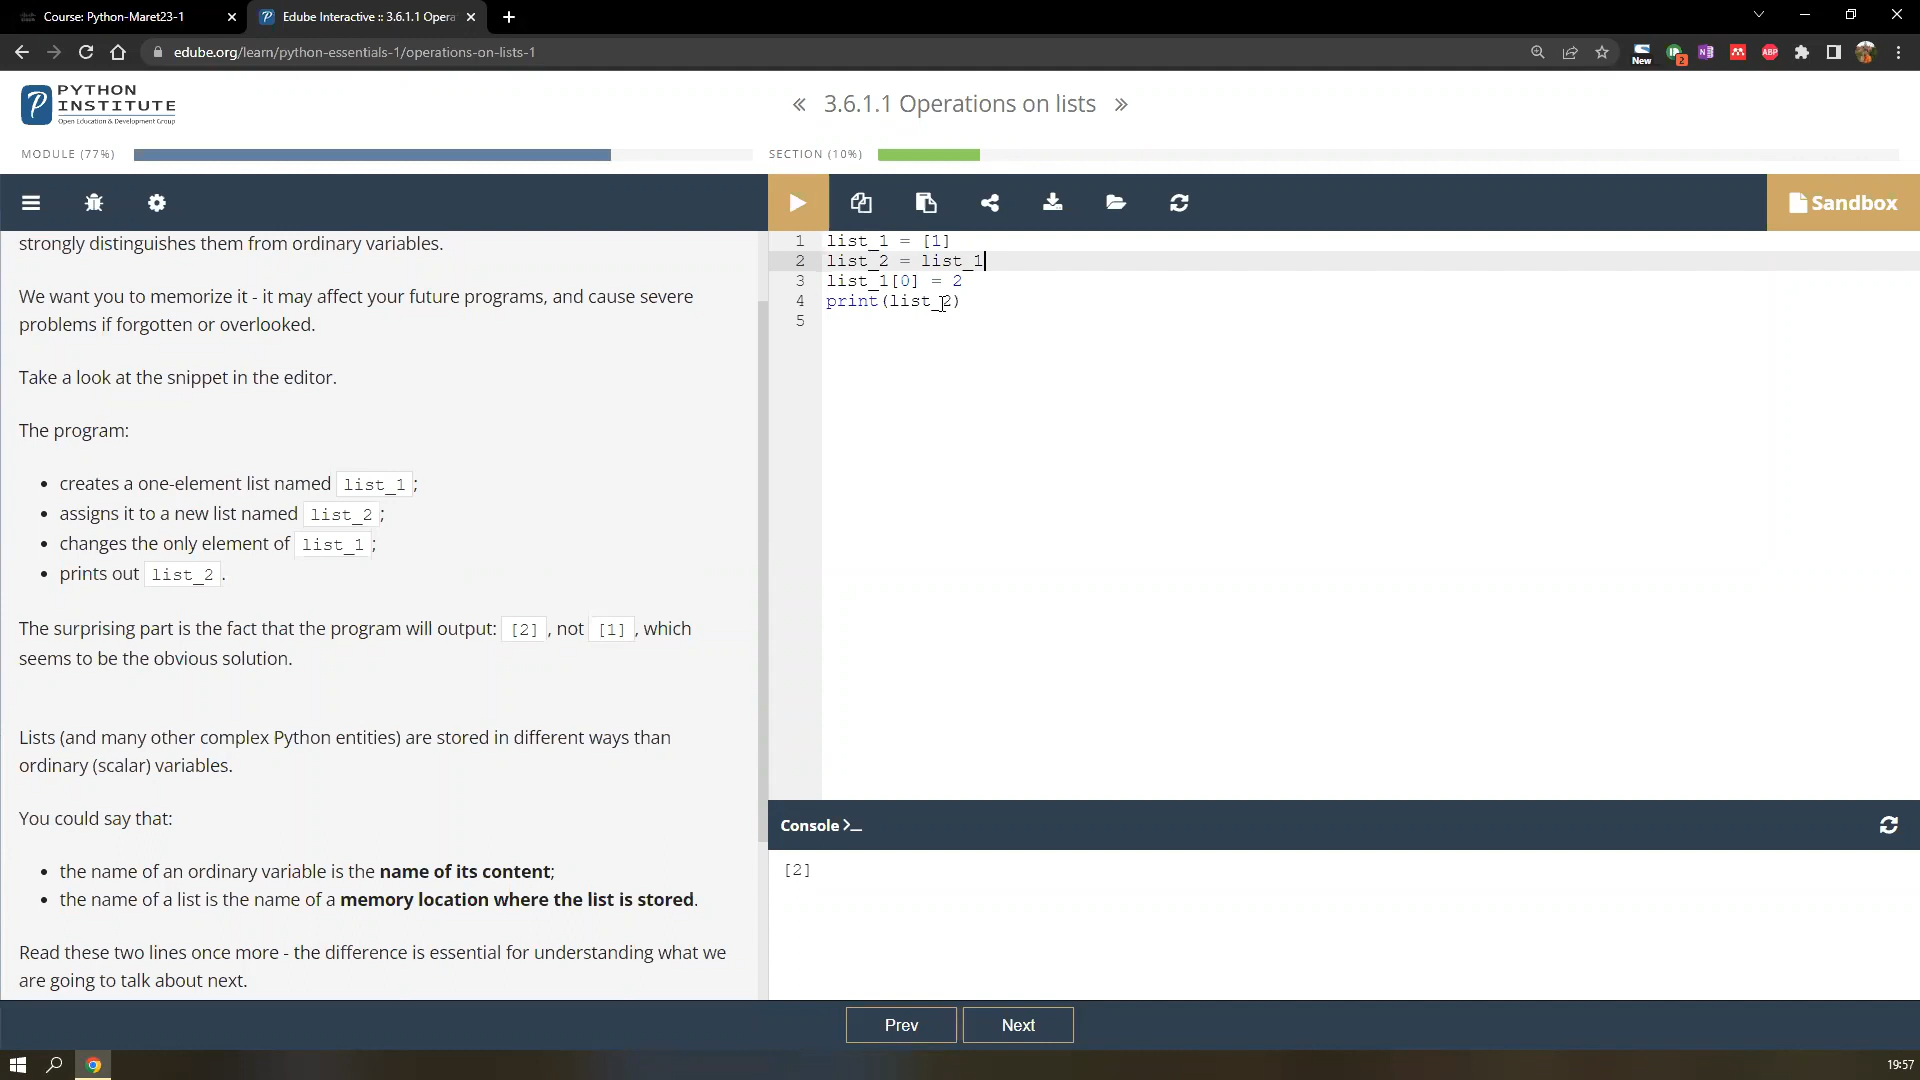 Course: Python-Maret23-1
Edube Interactive :: 3.6.1.1 Opera
edube.org/learn/python-essentials-1/operations-on-lists-1
New
2
ABP
PYTHON
INSTITUTE
Open Education & Development Group
« 3.6.1.1 Operations on lists »
MODULE (77%)
SECTION (10%)
Sandbox
strongly distinguishes them from ordinary variables.
We want you to memorize it - it may affect your future programs, and cause severe
problems if forgotten or overlooked.
Take a look at the snippet in the editor.
The program:
• creates a one-element list named list_1;
• assigns it to a new list named list_2;
• changes the only element of list_1;
• prints out list_2.
The surprising part is the fact that the program will output: [2], not [1], which
seems to be the obvious solution.
Lists (and many other complex Python entities) are stored in different ways than
ordinary (scalar) variables.
You could say that:
• the name of an ordinary variable is the name of its content;
• the name of a list is the name of a memory location where the list is stored.
Read these two lines once more - the difference is essential for understanding what we
are going to talk about next.
1 list_1 = [1]
2 list_2 = list_1
3 list_1[0] = 2
4 print(list_2)
5
Console >_
[2]
Prev
Next
19:57